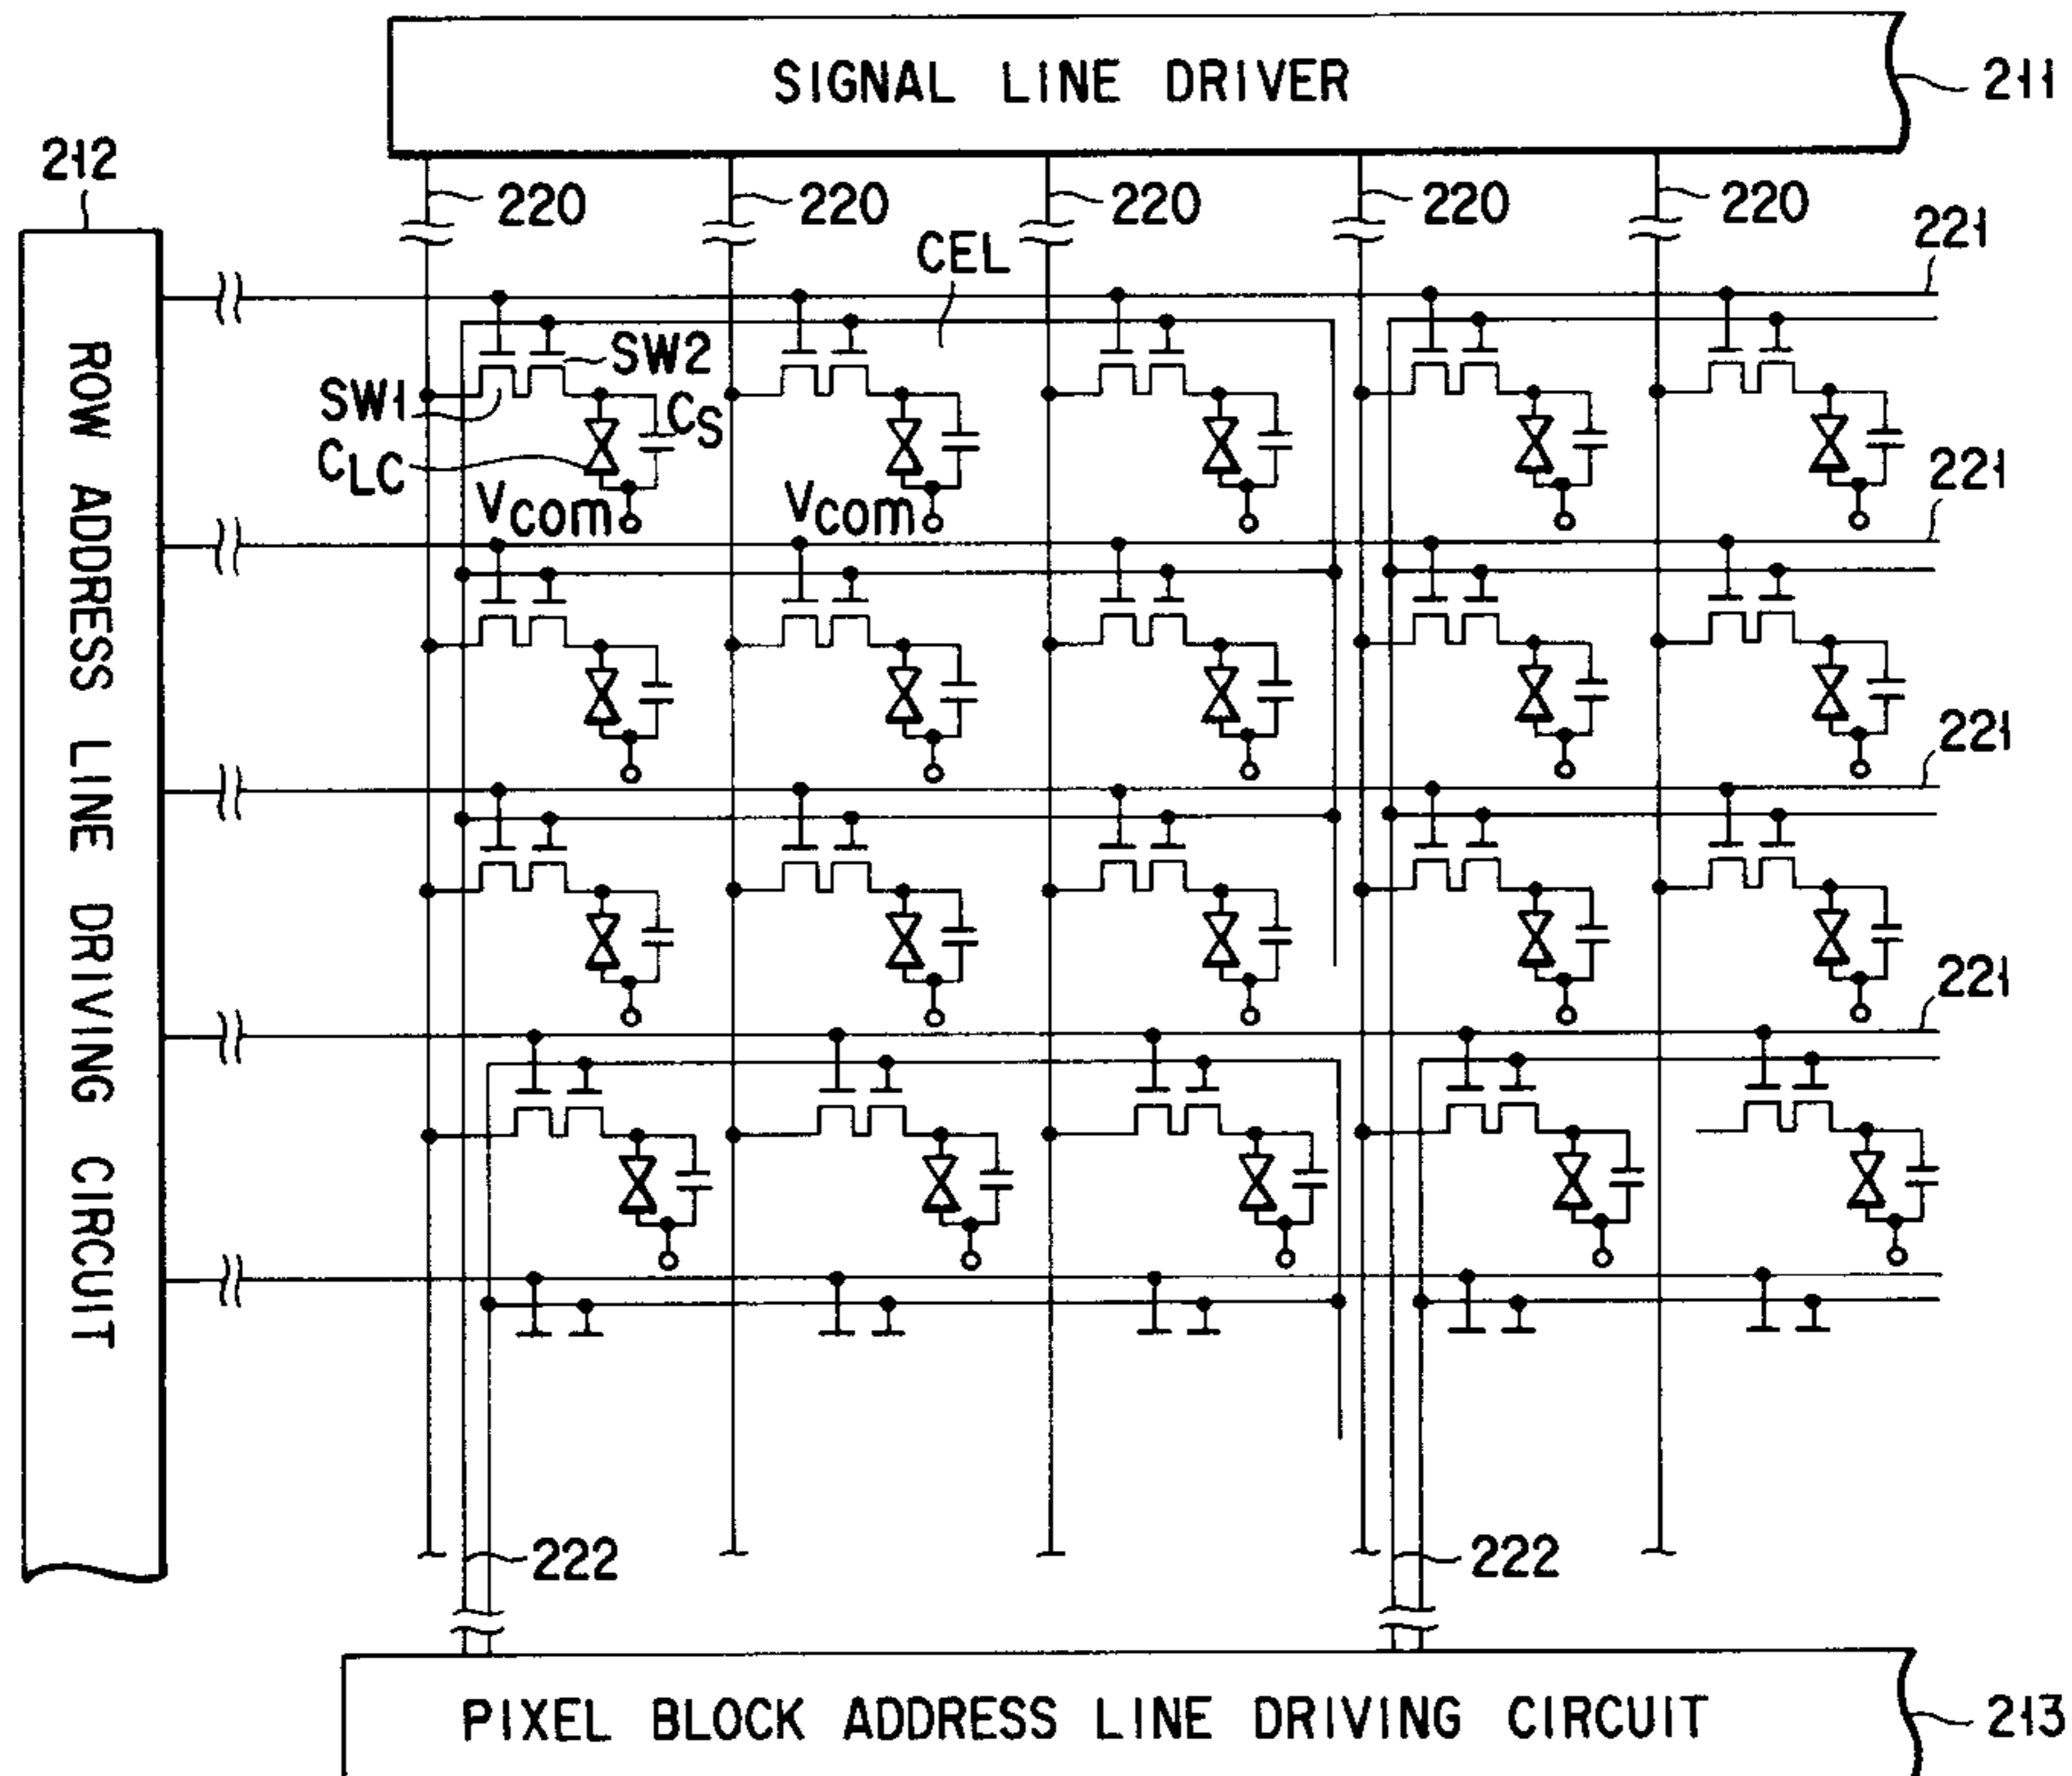 SIGNAL LINE DRIVER
211
212
220
220
220
220
220
221
CEL
SW2
SW1
CS
CLC
221
Vcom
Vcom
221
221
ROW ADDRESS LINE DRIVING CIRCUIT
222
222
PIXEL BLOCK ADDRESS LINE DRIVING CIRCUIT
213